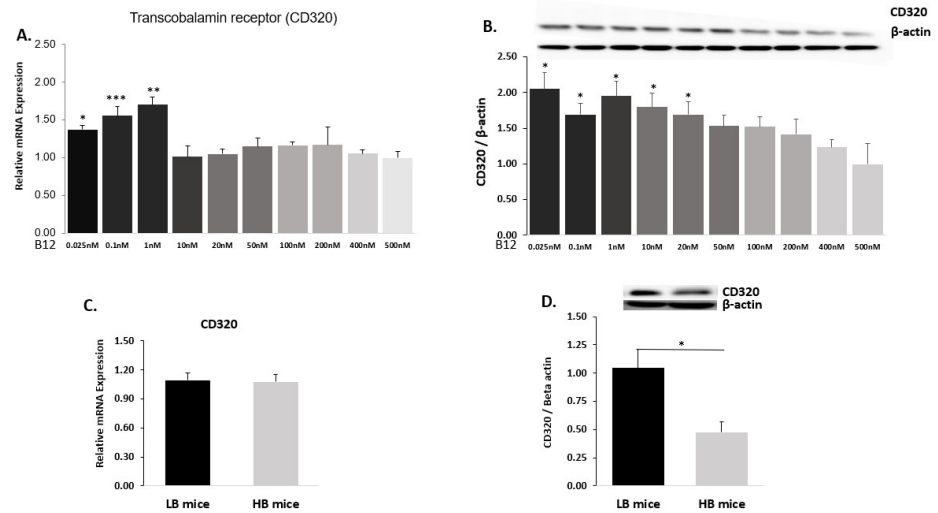 Transcobalamin receptor (CD320)
A.
Relative mRNA Expression
2.50
2.00
1.50
1.00
0.50
0.00
* *** **
B12 0.025nM 0.1nM 1nM 10nM 20nM 50nM 100nM 200nM 400nM 500nM
B.
CD320
β-actin
CD320 / β-actin
2.50
2.00
1.50
1.00
0.50
0.00
* * * * *
B12 0.025nM 0.1nM 1nM 10nM 20nM 50nM 100nM 200nM 400nM 500nM
C.
CD320
Relative mRNA Expression
1.50
1.20
0.90
0.60
0.30
0.00
LB mice HB mice
D.
CD320
β-actin
CD320 / Beta actin
1.50
1.25
1.00
0.75
0.50
0.25
0.00
*
LB mice HB mice